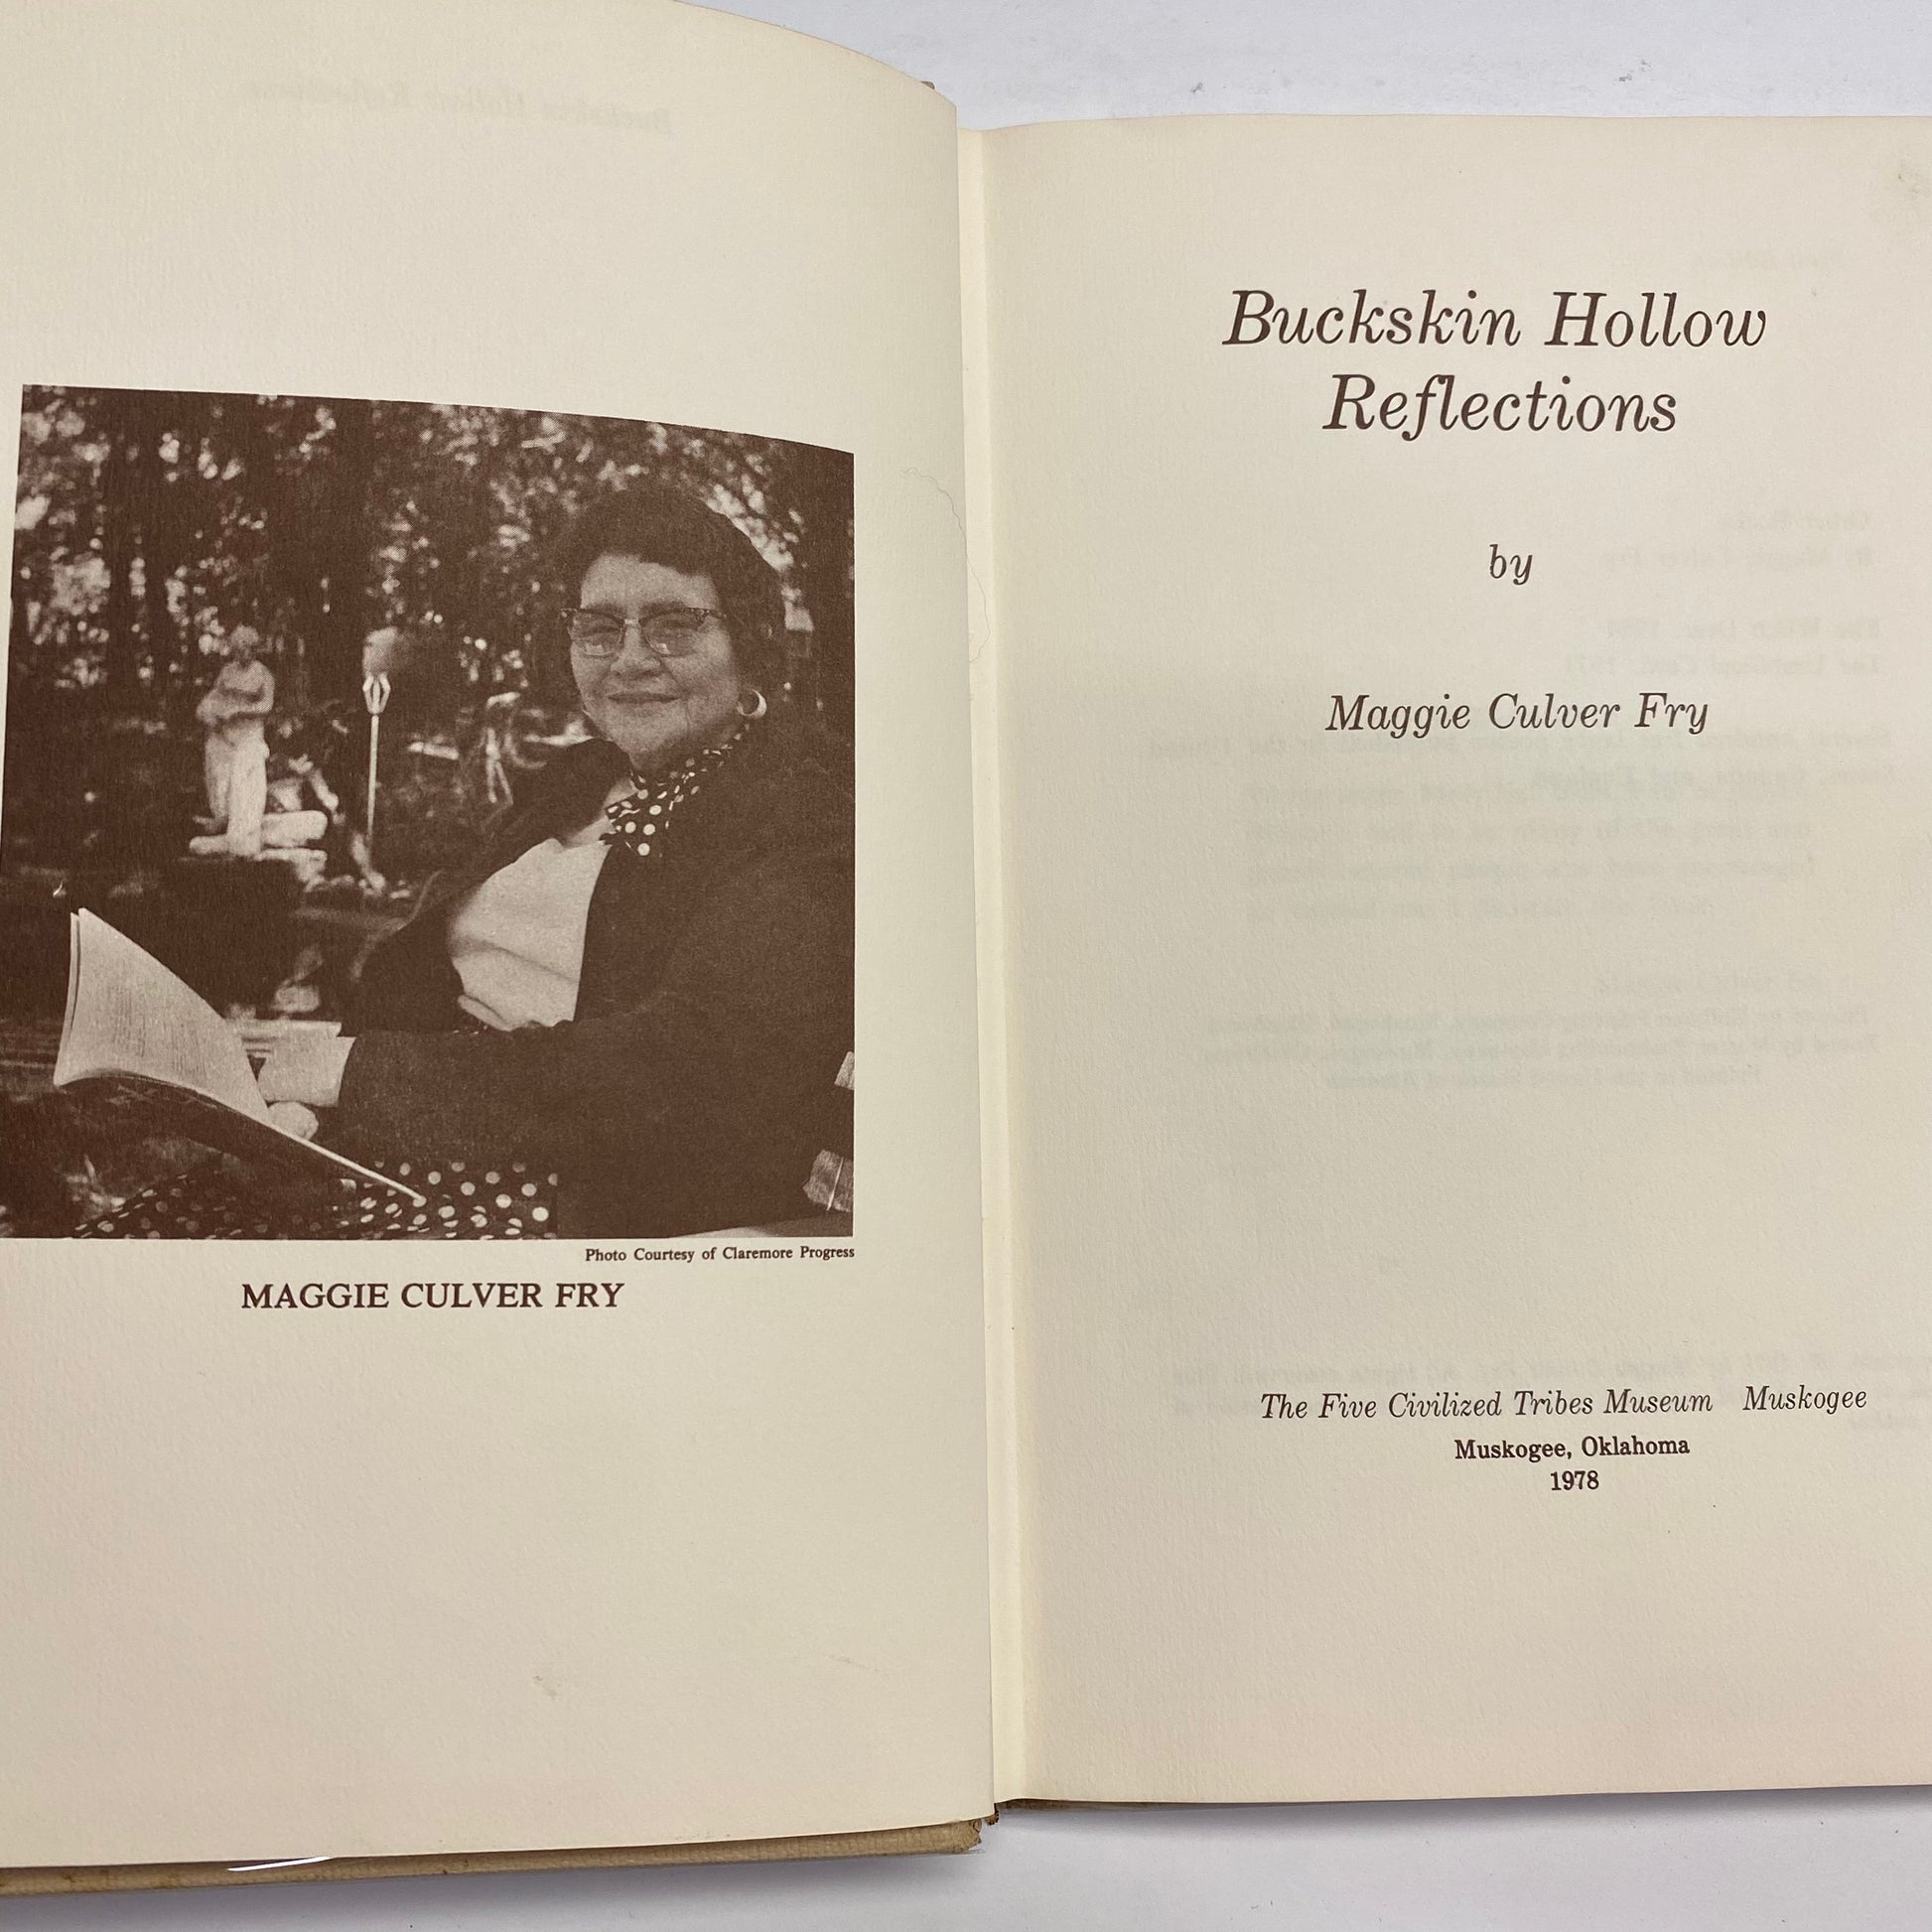 Photo Courtesy of Claremore Progress
MAGGIE CULVER FRY
Buckskin Hollow
Reflections
by
Maggie Culver Fry
The Five Civilized Tribes Museum Muskogee
Muskogee, Oklahoma
1978